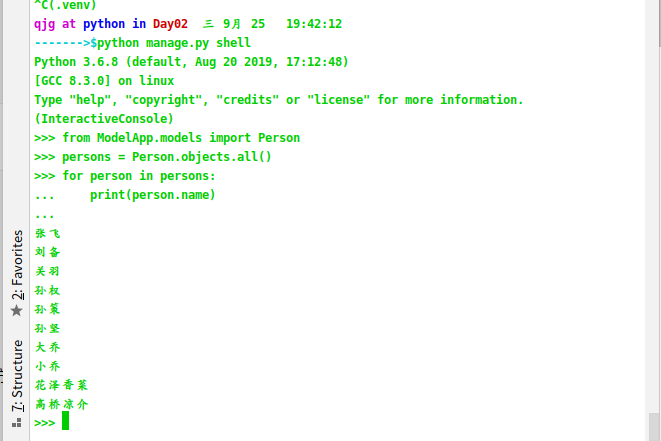 ^C(.venv)
qjg at python in Day02  三 9月 25   19:42:12
------->$python manage.py shell
Python 3.6.8 (default, Aug 20 2019, 17:12:48)
[GCC 8.3.0] on linux
Type "help", "copyright", "credits" or "license" for more information.
(InteractiveConsole)
>>> from ModelApp.models import Person
>>> persons = Person.objects.all()
>>> for person in persons:
...     print(person.name)
...
张飞
刘备
关羽
孙权
孙策
孙坚
大乔
小乔
花泽香菜
高桥凉介
>>>
2: Favorites
7: Structure